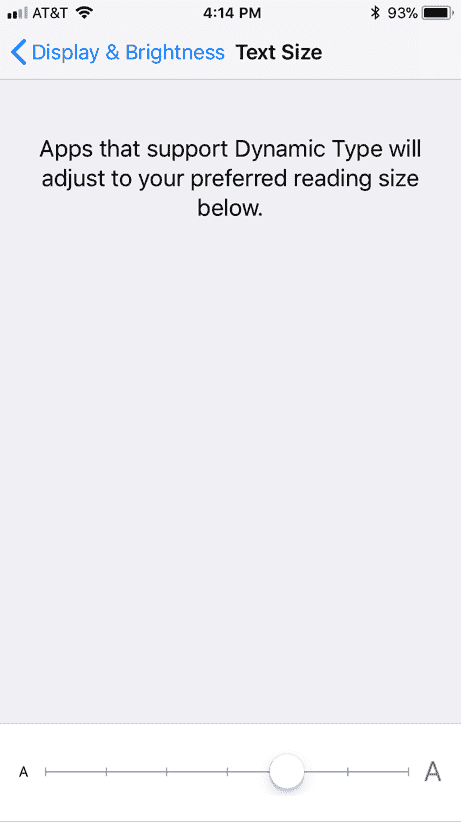 AT&T 4:14 PM 93%
Display & Brightness Text Size
Apps that support Dynamic Type will
adjust to your preferred reading size
below.
A A